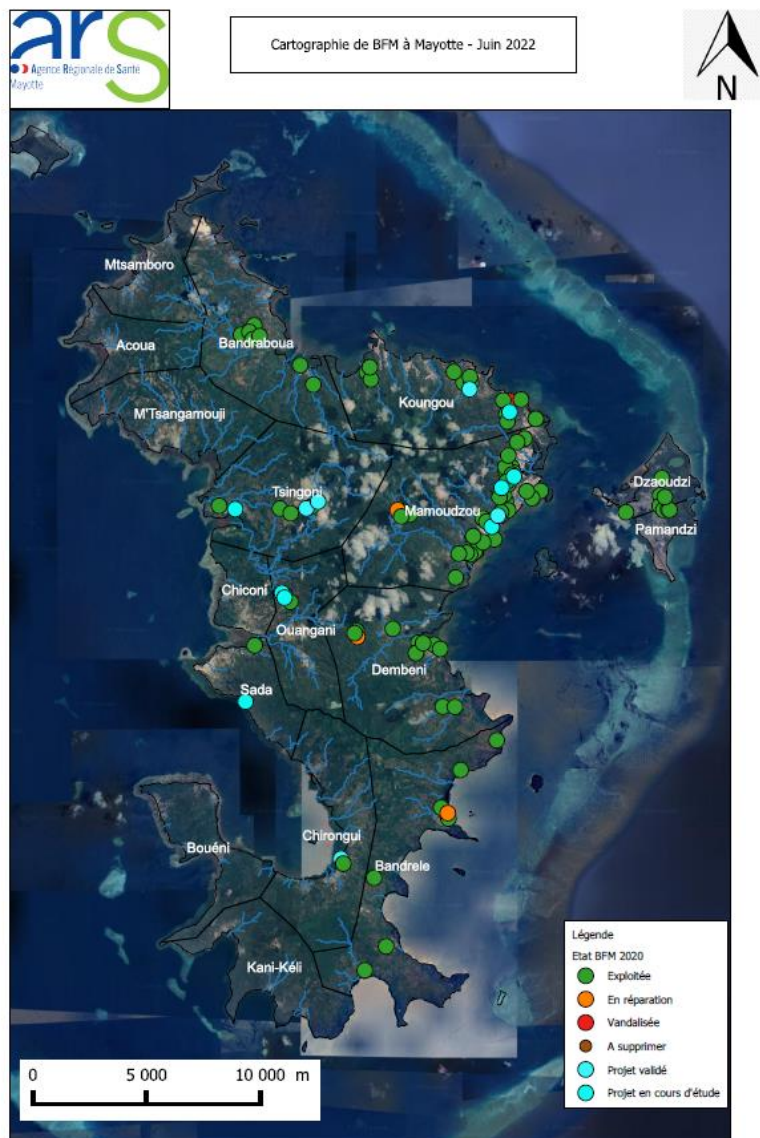 ars
Agence Régionale de Santé
Mayotte
Cartographie de BFM à Mayotte - Juin 2022
N
Mtsamboro
Acoua
Bandraboua
M'Tsangamouji
Koungou
Tsingoni
Mamoudzou
Dzaoudzi
Pamandzi
Chiconi
Ouangani
Dembeni
Sada
Chirongui
Bouéni
Bandrele
Kani-Kéli
Légende
Etat BFM 2020
Exploitée
En réparation
Vandalisée
A supprimer
Projet validé
Projet en cours d'étude
0 5 000 10 000 m